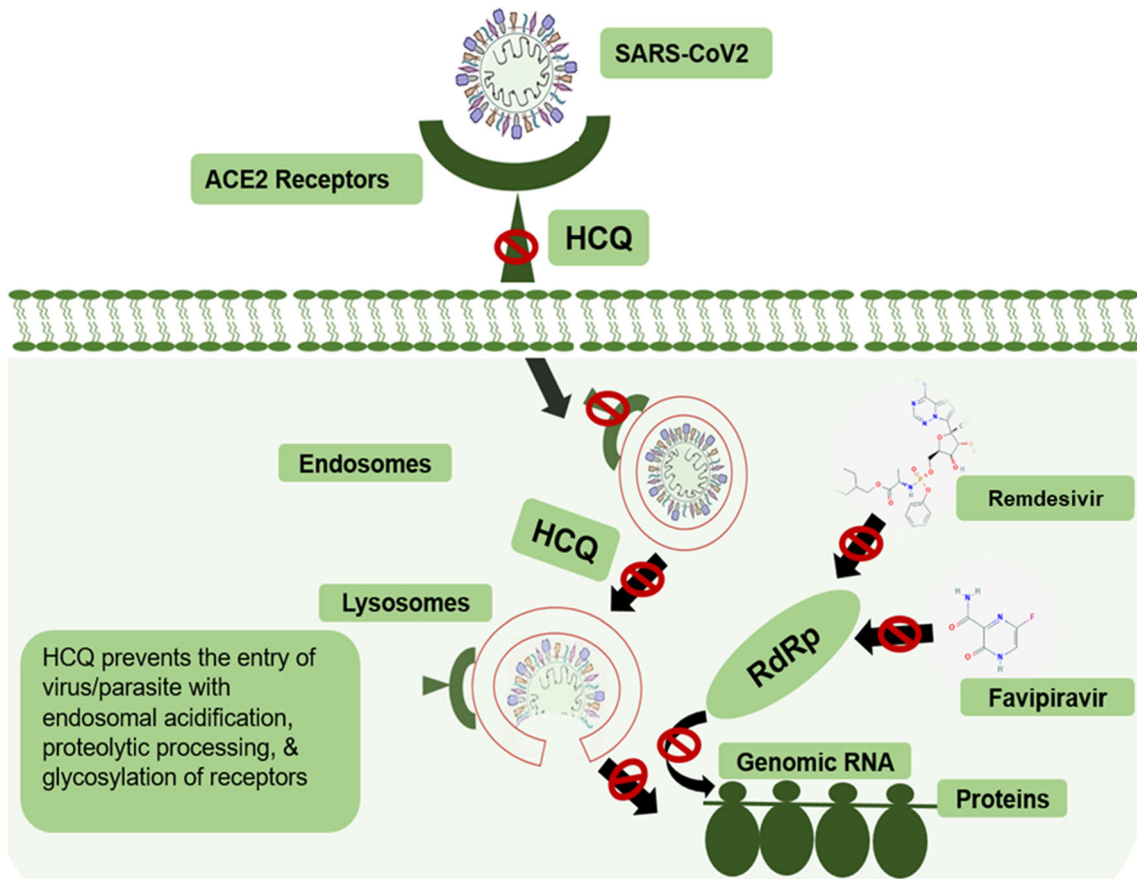 SARS-CoV2
ACE2 Receptors
HCQ
Endosomes
Remdesivir
HCQ
Lysosomes
RdRp
HCQ prevents the entry of
virus/parasite with
endosomal acidification,
proteolytic processing, &
glycosylation of receptors
Favipiravir
Genomic RNA
Proteins